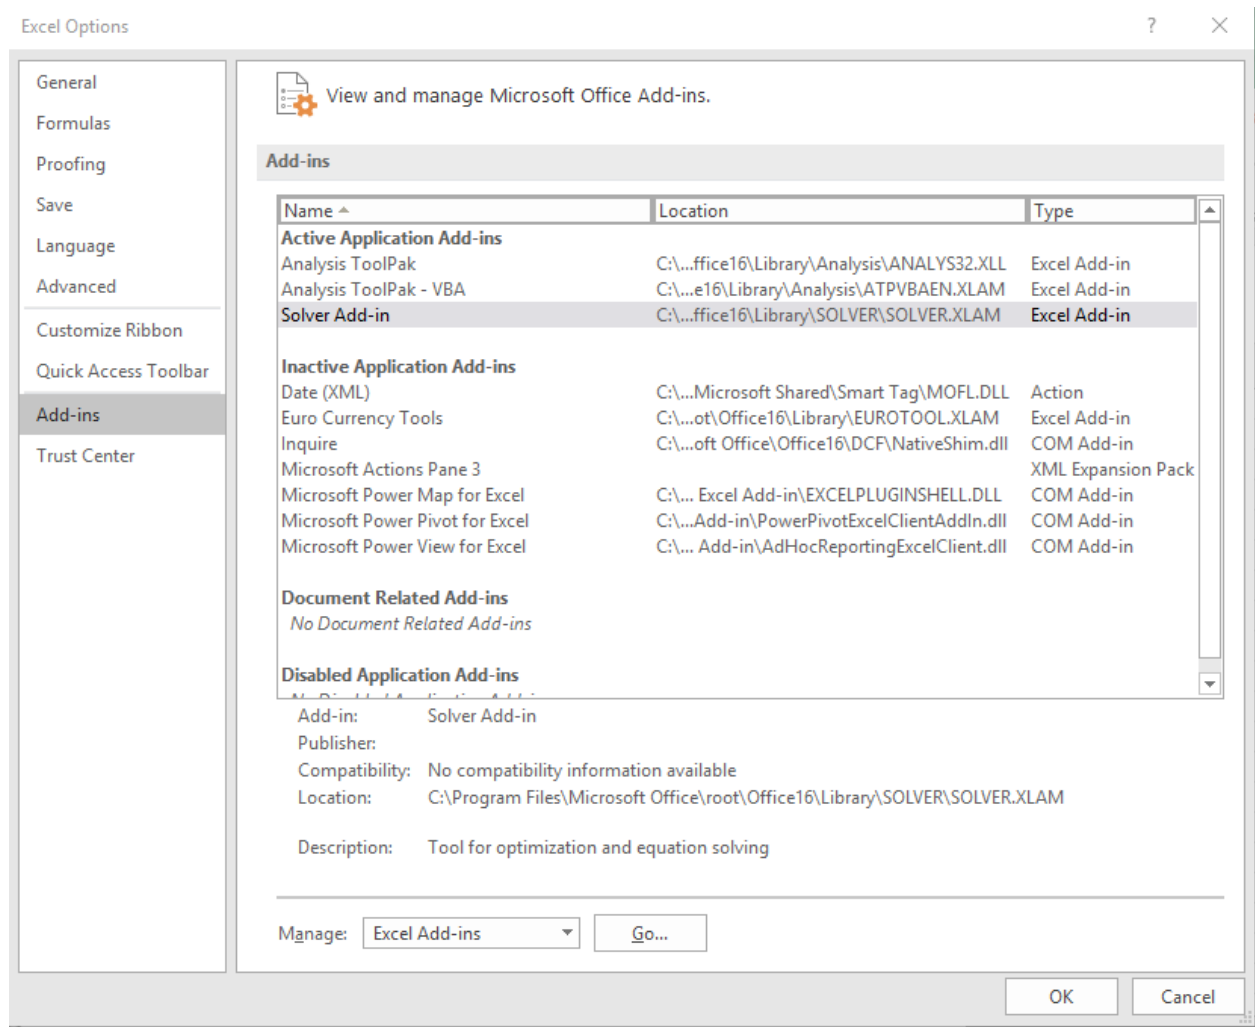 Excel Options ?
General
Formulas
Proofing
Save
Language
Advanced
Customize Ribbon
Quick Access Toolbar
Add-ins
Trust Center
View and manage Microsoft Office Add-ins.
Add-ins
Name Location Type
Active Application Add-ins
Analysis ToolPak C:\...ffice16\Library\Analysis\ANALYS32.XLL Excel Add-in
Analysis ToolPak - VBA C:\...e16\Library\Analysis\ATPVBAEN.XLAM Excel Add-in
Solver Add-in C:\...ffice16\Library\SOLVER\SOLVER.XLAM Excel Add-in
Inactive Application Add-ins
Date (XML) C:\...Microsoft Shared\Smart Tag\MOFL.DLL Action
Euro Currency Tools C:\...ot\Office16\Library\EUROTOOL.XLAM Excel Add-in
Inquire C:\...oft Office\Office16\DCF\NativeShim.dll COM Add-in
Microsoft Actions Pane 3 XML Expansion Pack
Microsoft Power Map for Excel C:\... Excel Add-in\EXCELPLUGINSHELL.DLL COM Add-in
Microsoft Power Pivot for Excel C:\...Add-in\PowerPivotExcelClientAddIn.dll COM Add-in
Microsoft Power View for Excel C:\... Add-in\AdHocReportingExcelClient.dll COM Add-in
Document Related Add-ins
No Document Related Add-ins
Disabled Application Add-ins
Add-in: Solver Add-in
Publisher:
Compatibility: No compatibility information available
Location: C:\Program Files\Microsoft Office\root\Office16\Library\SOLVER\SOLVER.XLAM
Description: Tool for optimization and equation solving
Manage: Excel Add-ins Go...
OK Cancel